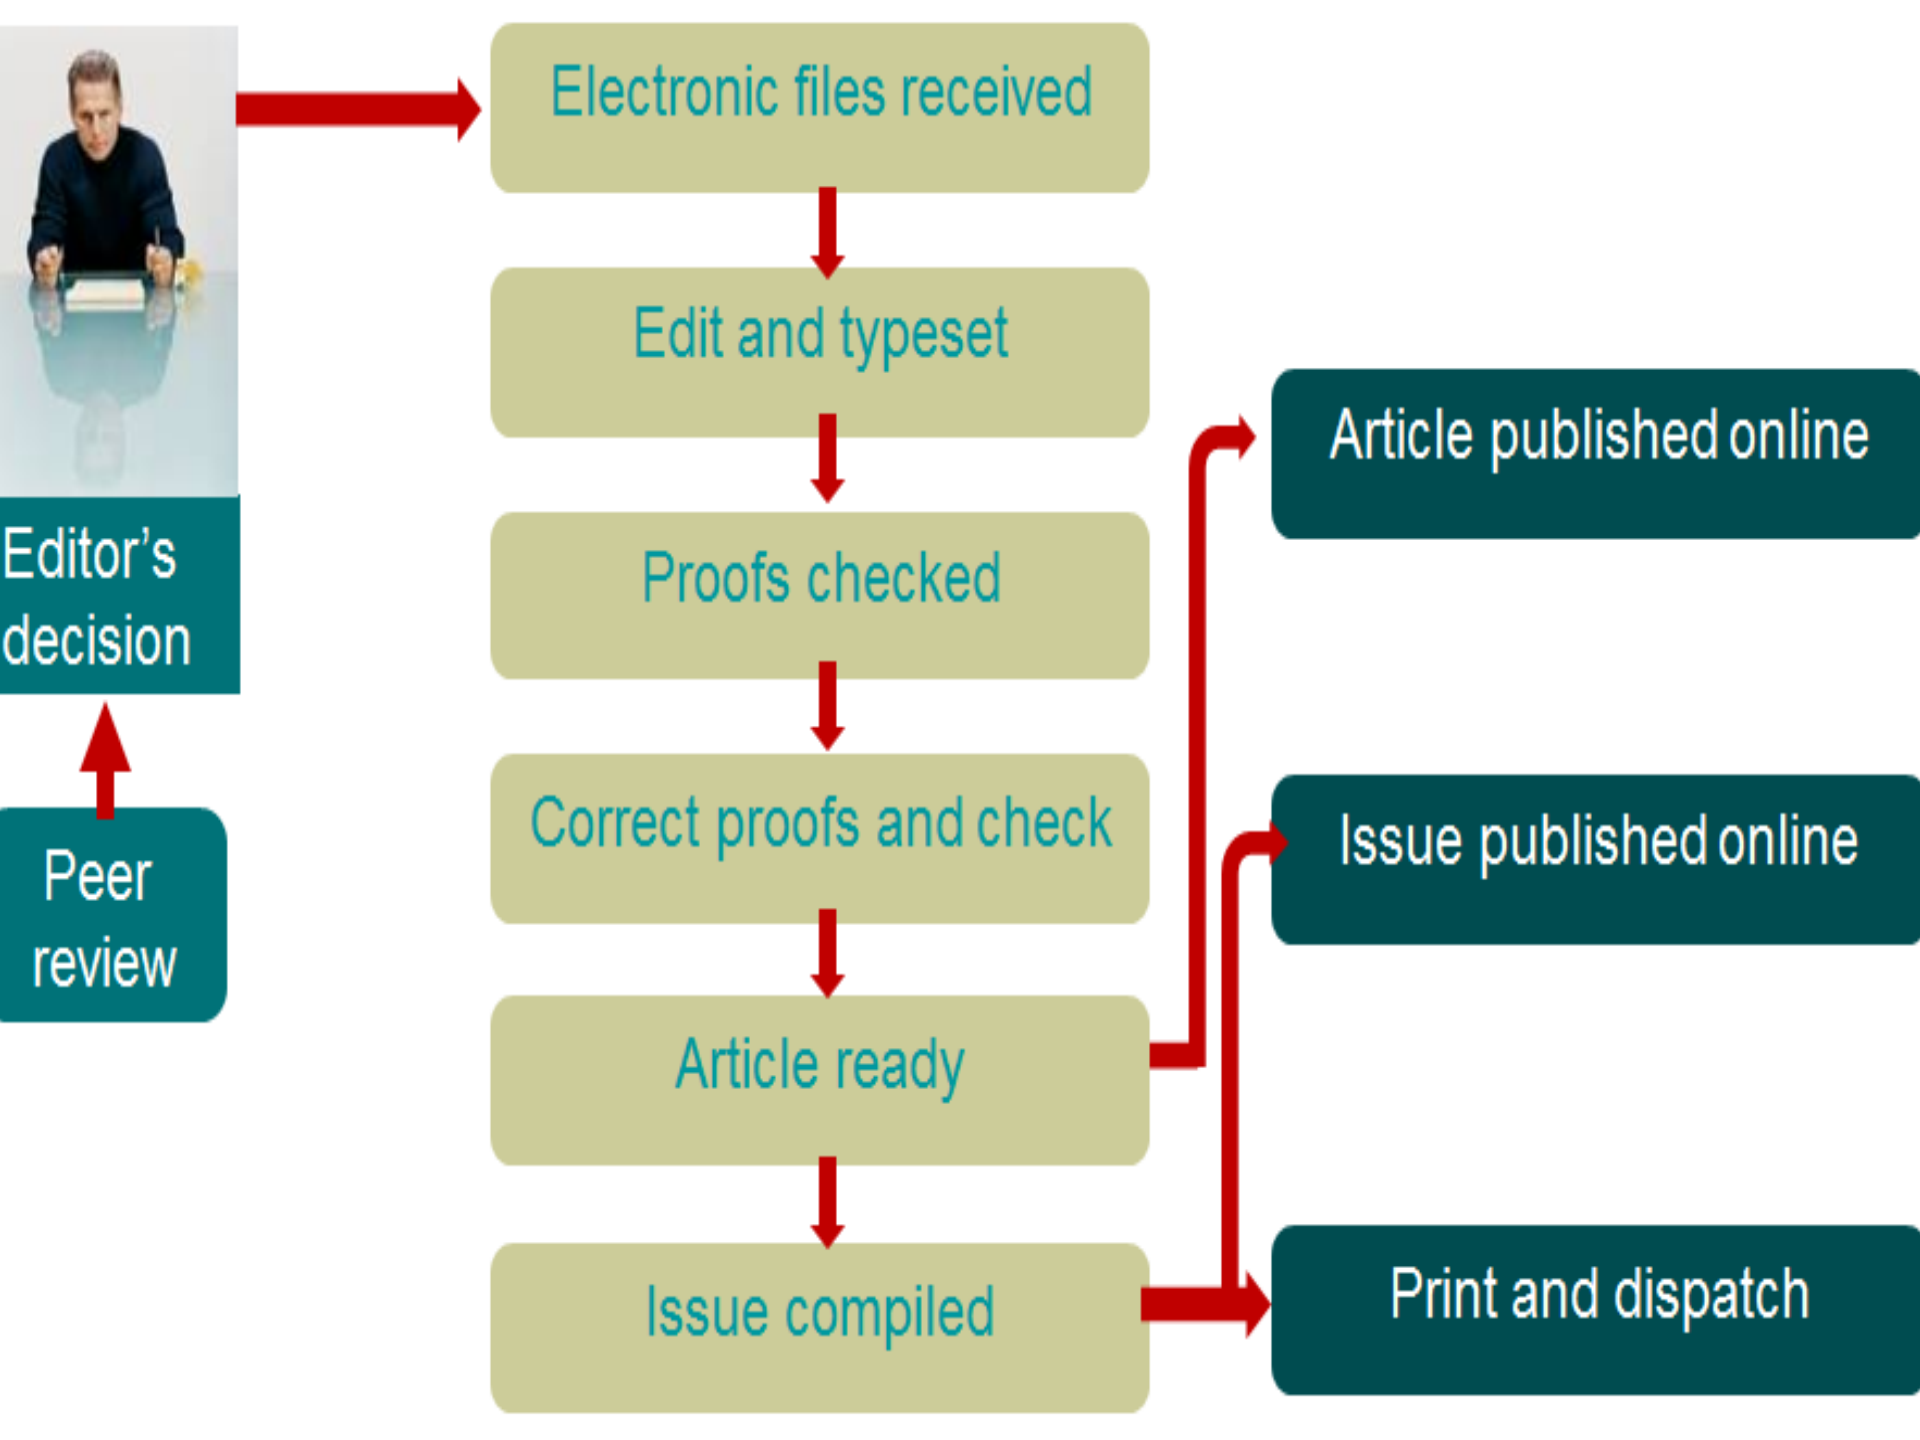 Electronic files received
Edit and typeset
Proofs checked
Correct proofs and check
Article ready
Issue compiled
Editor’s
decision
Peer
review
Article published online
Issue published online
Print and dispatch